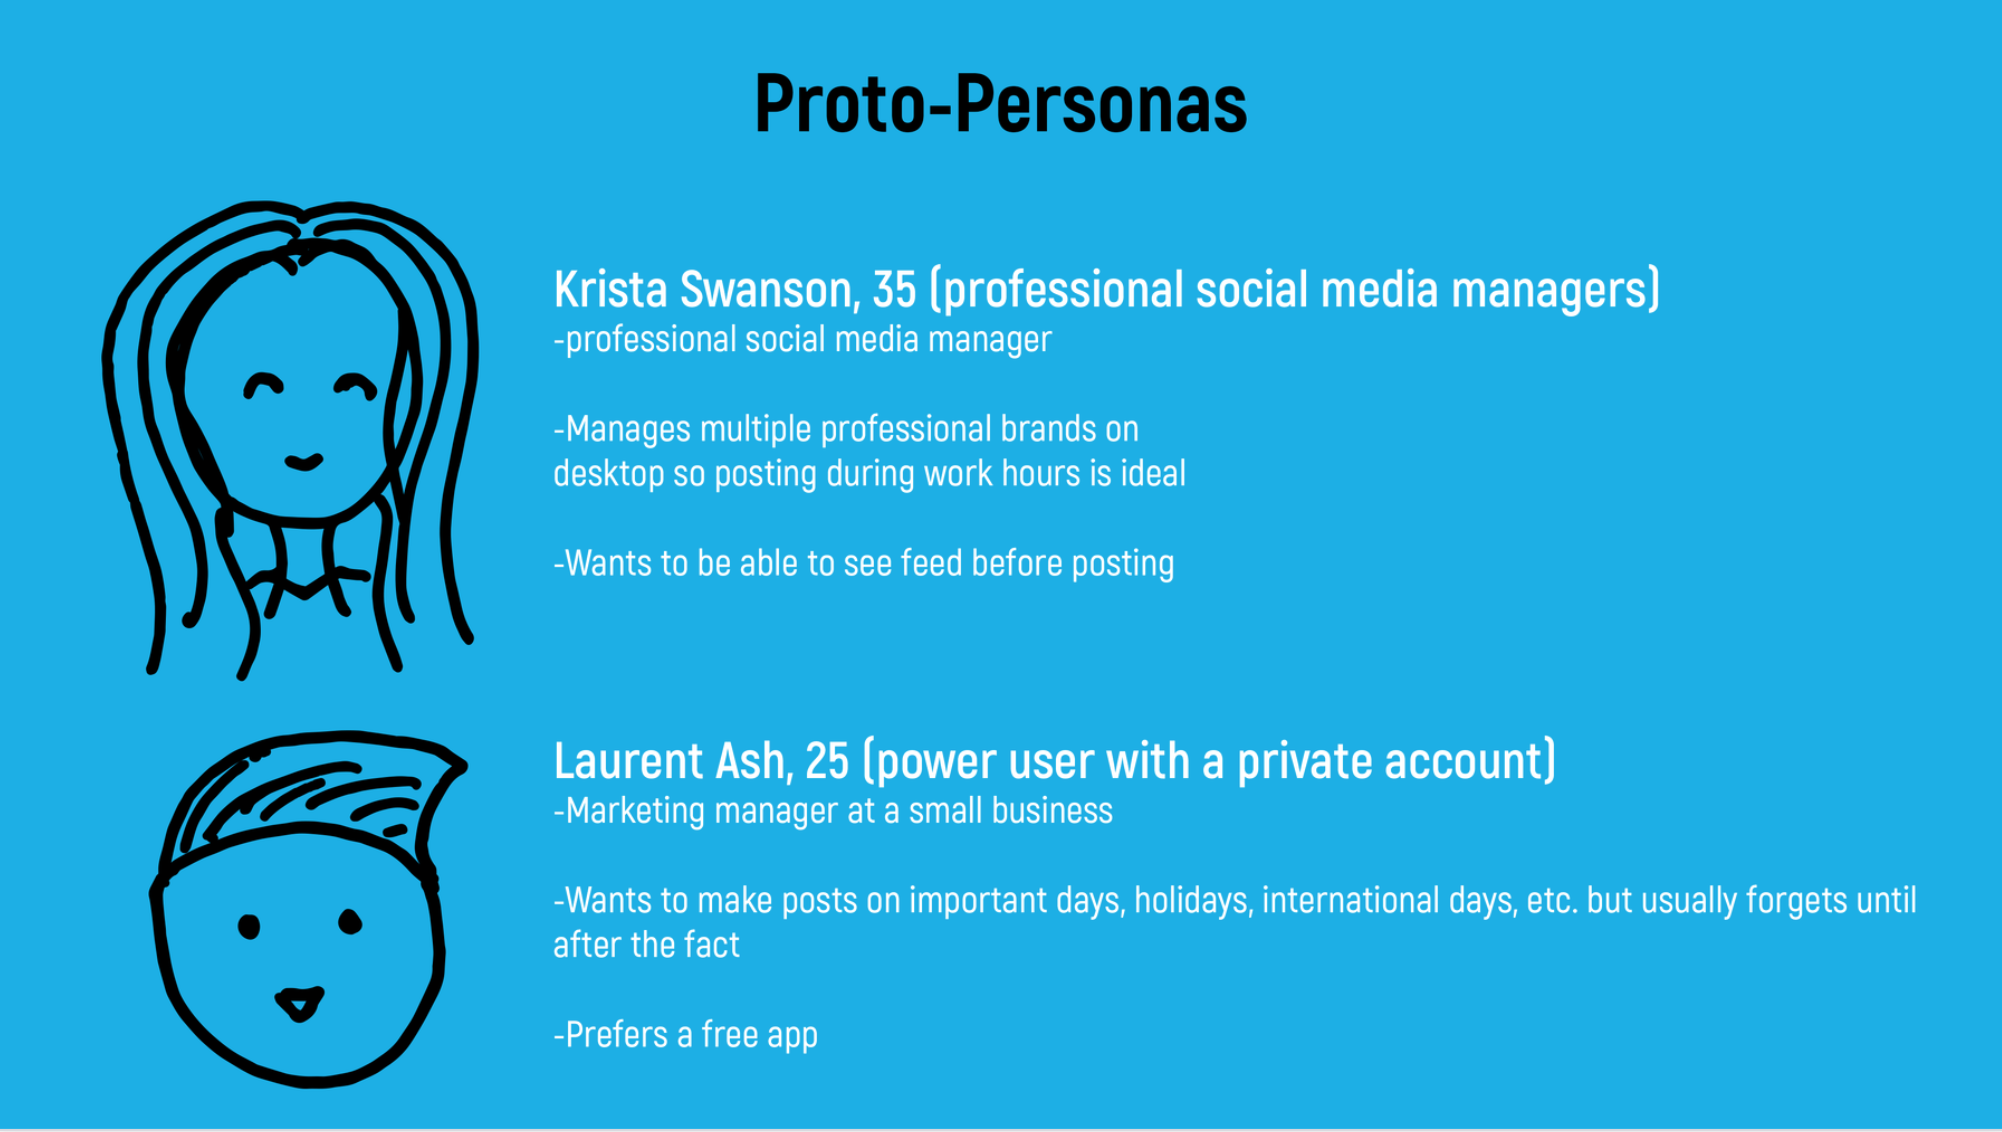 Proto-Personas
Krista Swanson, 35 (professional social media managers)
-professional social media manager
-Manages multiple professional brands on
desktop so posting during work hours is ideal
-Wants to be able to see feed before posting
Laurent Ash, 25 (power user with a private account)
-Marketing manager at a small business
-Wants to make posts on important days, holidays, international days, etc. but usually forgets until
after the fact
-Prefers a free app